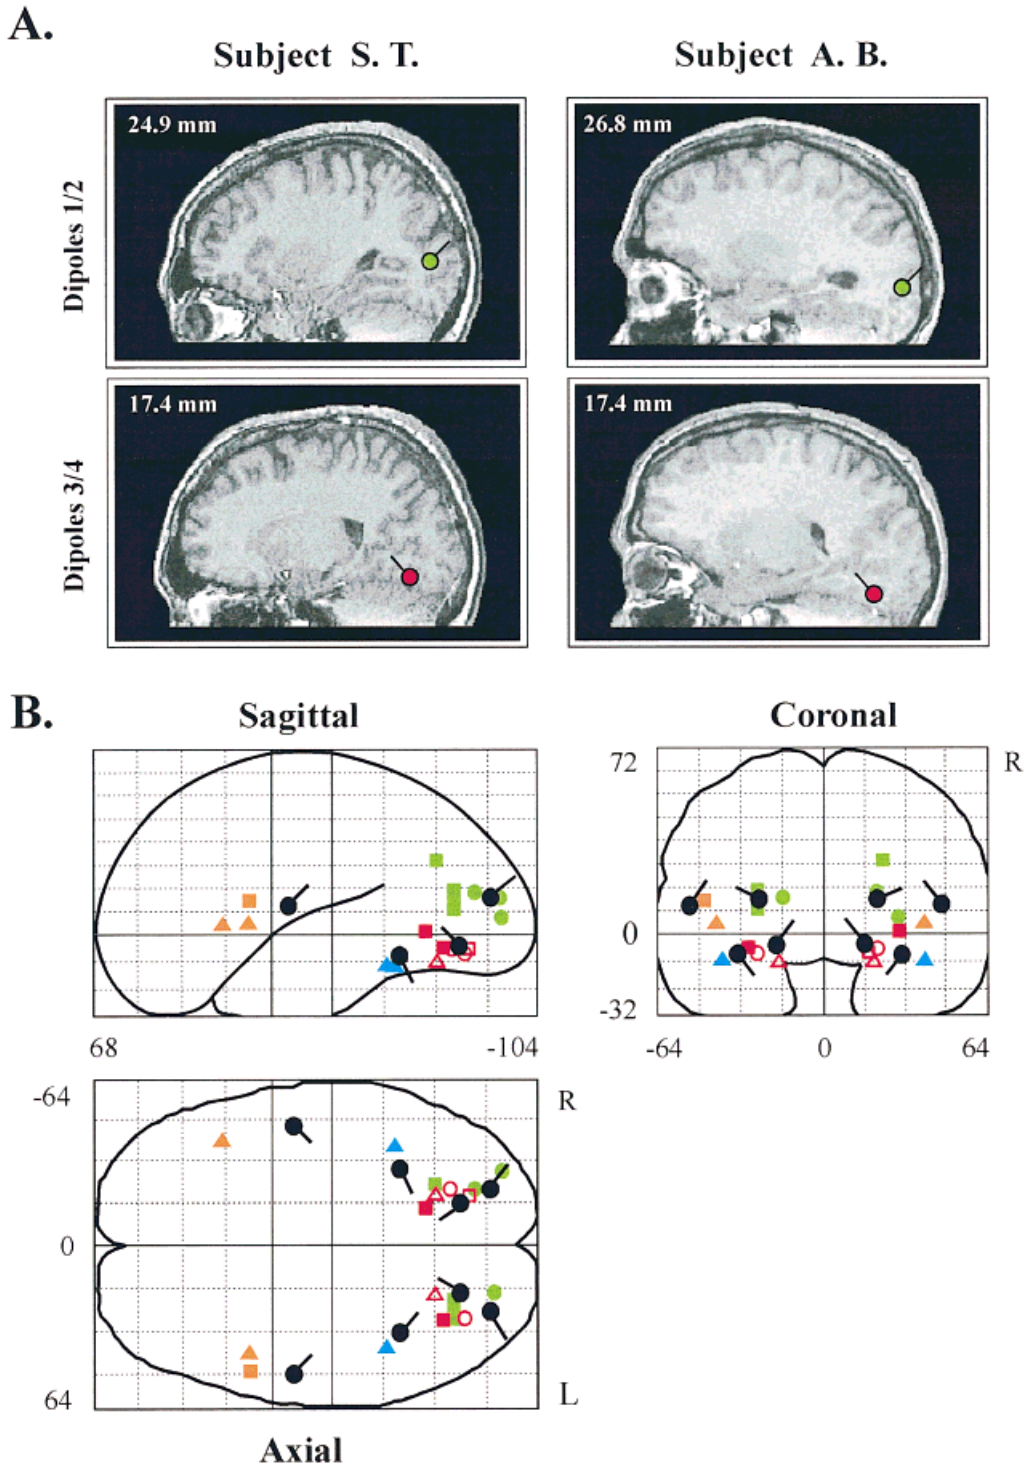 A.
Subject S. T.
Subject A. B.
Dipoles 1/2
24.9 mm
26.8 mm
Dipoles 3/4
17.4 mm
17.4 mm
B.
Sagittal
Coronal
72
R
0
-32
68
-104
-64
0
64
-64
R
0
64
L
Axial